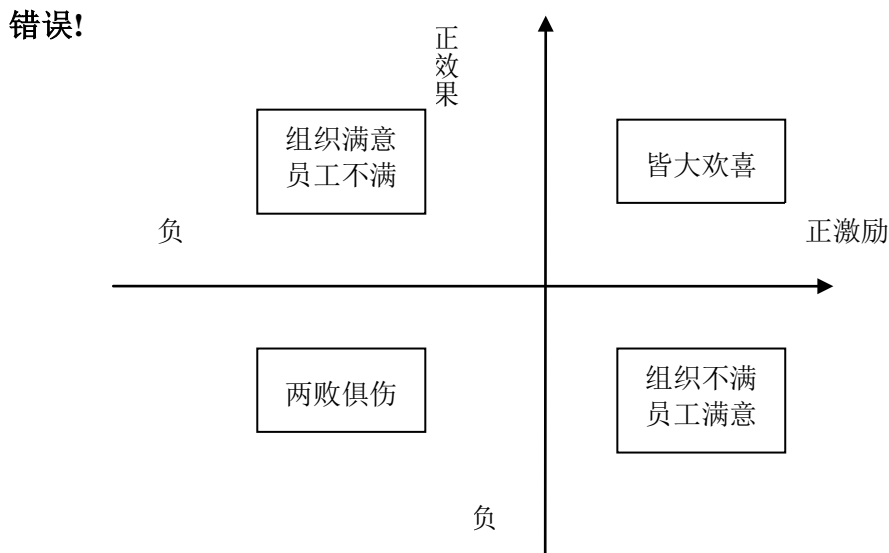 错误!
正效果
组织满意
员工不满
皆大欢喜
负
正激励
两败俱伤
组织不满
员工满意
负